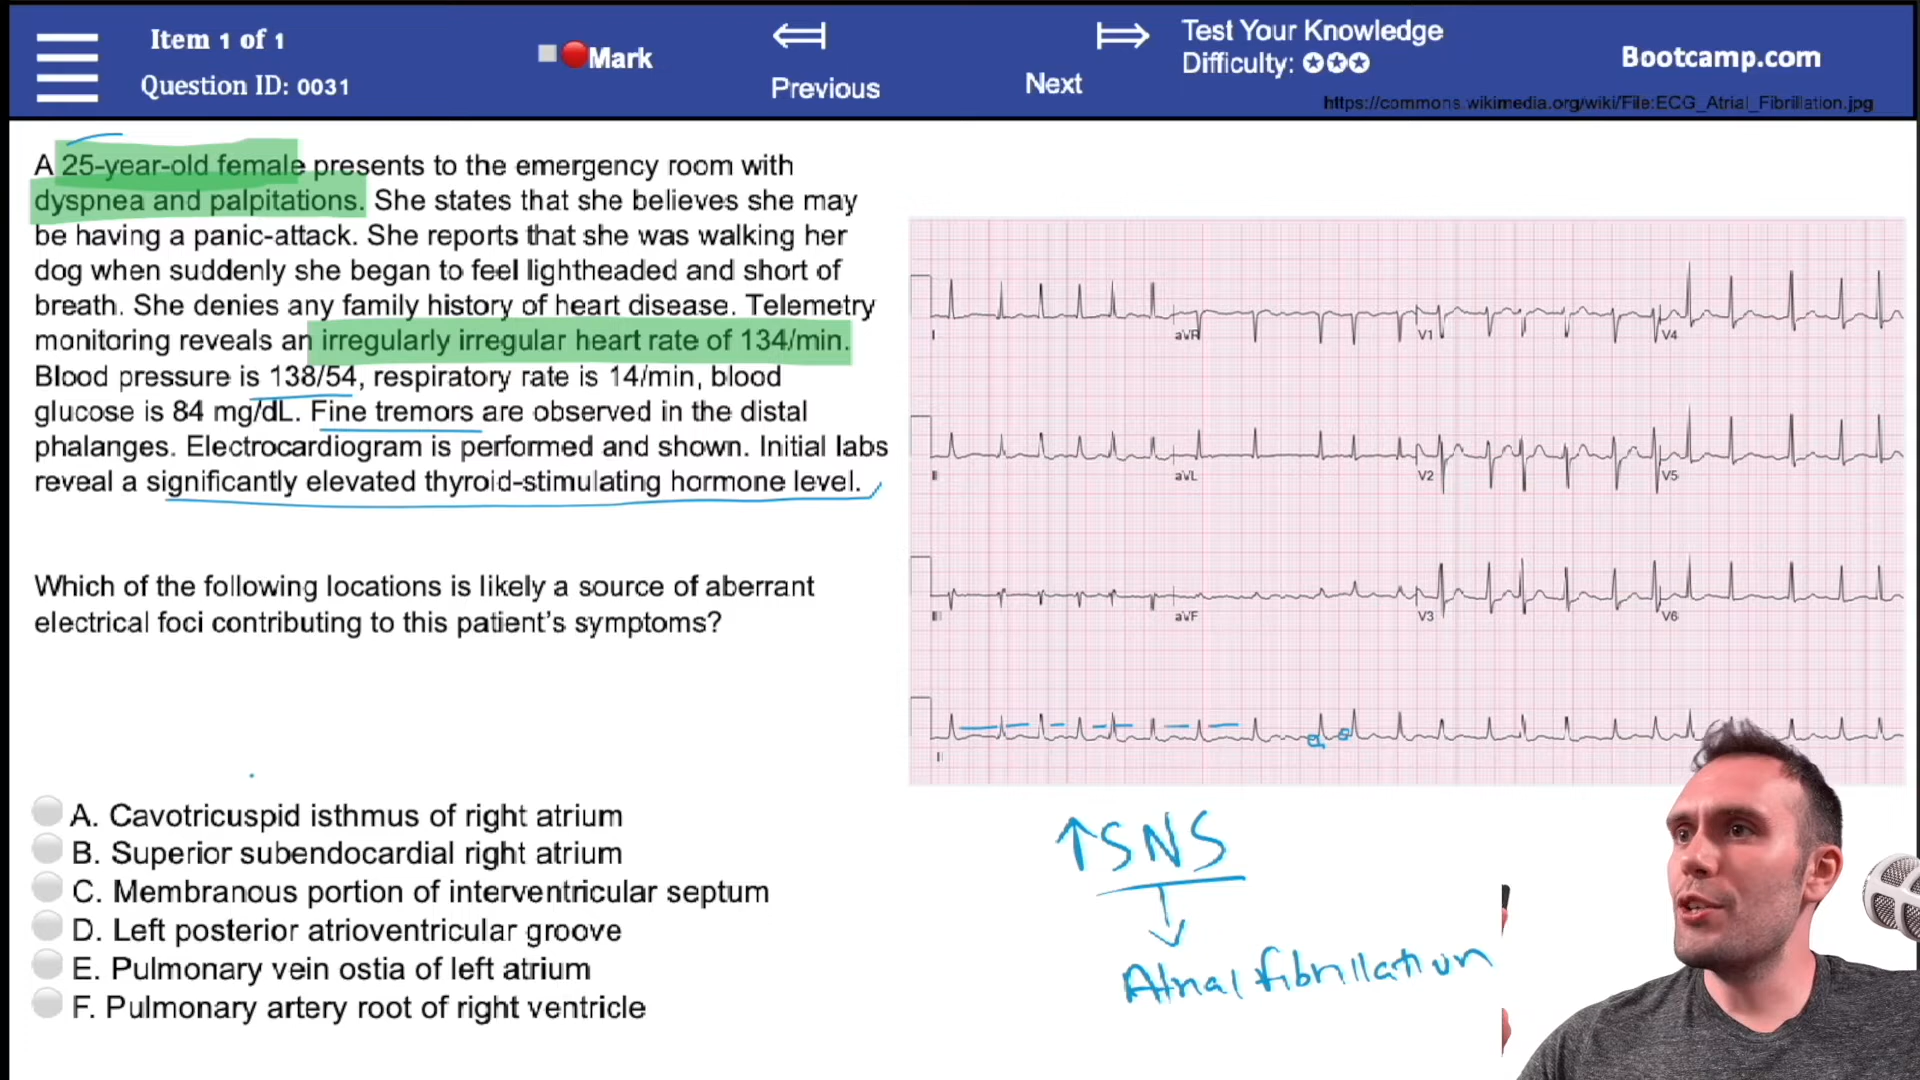 Item 1 of 1
Question ID: 0031
Mark
Previous
Next
Test Your Knowledge
Difficulty:
Bootcamp.com
https://commons.wikimedia.org/wiki/File:ECG_Atrial_Fibrillation.jpg
A 25-year-old female presents to the emergency room with
dyspnea and palpitations. She states that she believes she may
be having a panic-attack. She reports that she was walking her
dog when suddenly she began to feel lightheaded and short of
breath. She denies any family history of heart disease. Telemetry
monitoring reveals an irregularly irregular heart rate of 134/min.
Blood pressure is 138/54, respiratory rate is 14/min, blood
glucose is 84 mg/dL. Fine tremors are observed in the distal
phalanges. Electrocardiogram is performed and shown. Initial labs
reveal a significantly elevated thyroid-stimulating hormone level.
Which of the following locations is likely a source of aberrant
electrical foci contributing to this patient's symptoms?
A. Cavotricuspid isthmus of right atrium
B. Superior subendocardial right atrium
C. Membranous portion of interventricular septum
D. Left posterior atrioventricular groove
E. Pulmonary vein ostia of left atrium
F. Pulmonary artery root of right ventricle
I aVR V1 V4
II aVL V2 V5
III aVF V3 V6
II
↑SNS
↓
Atrial fibrillation